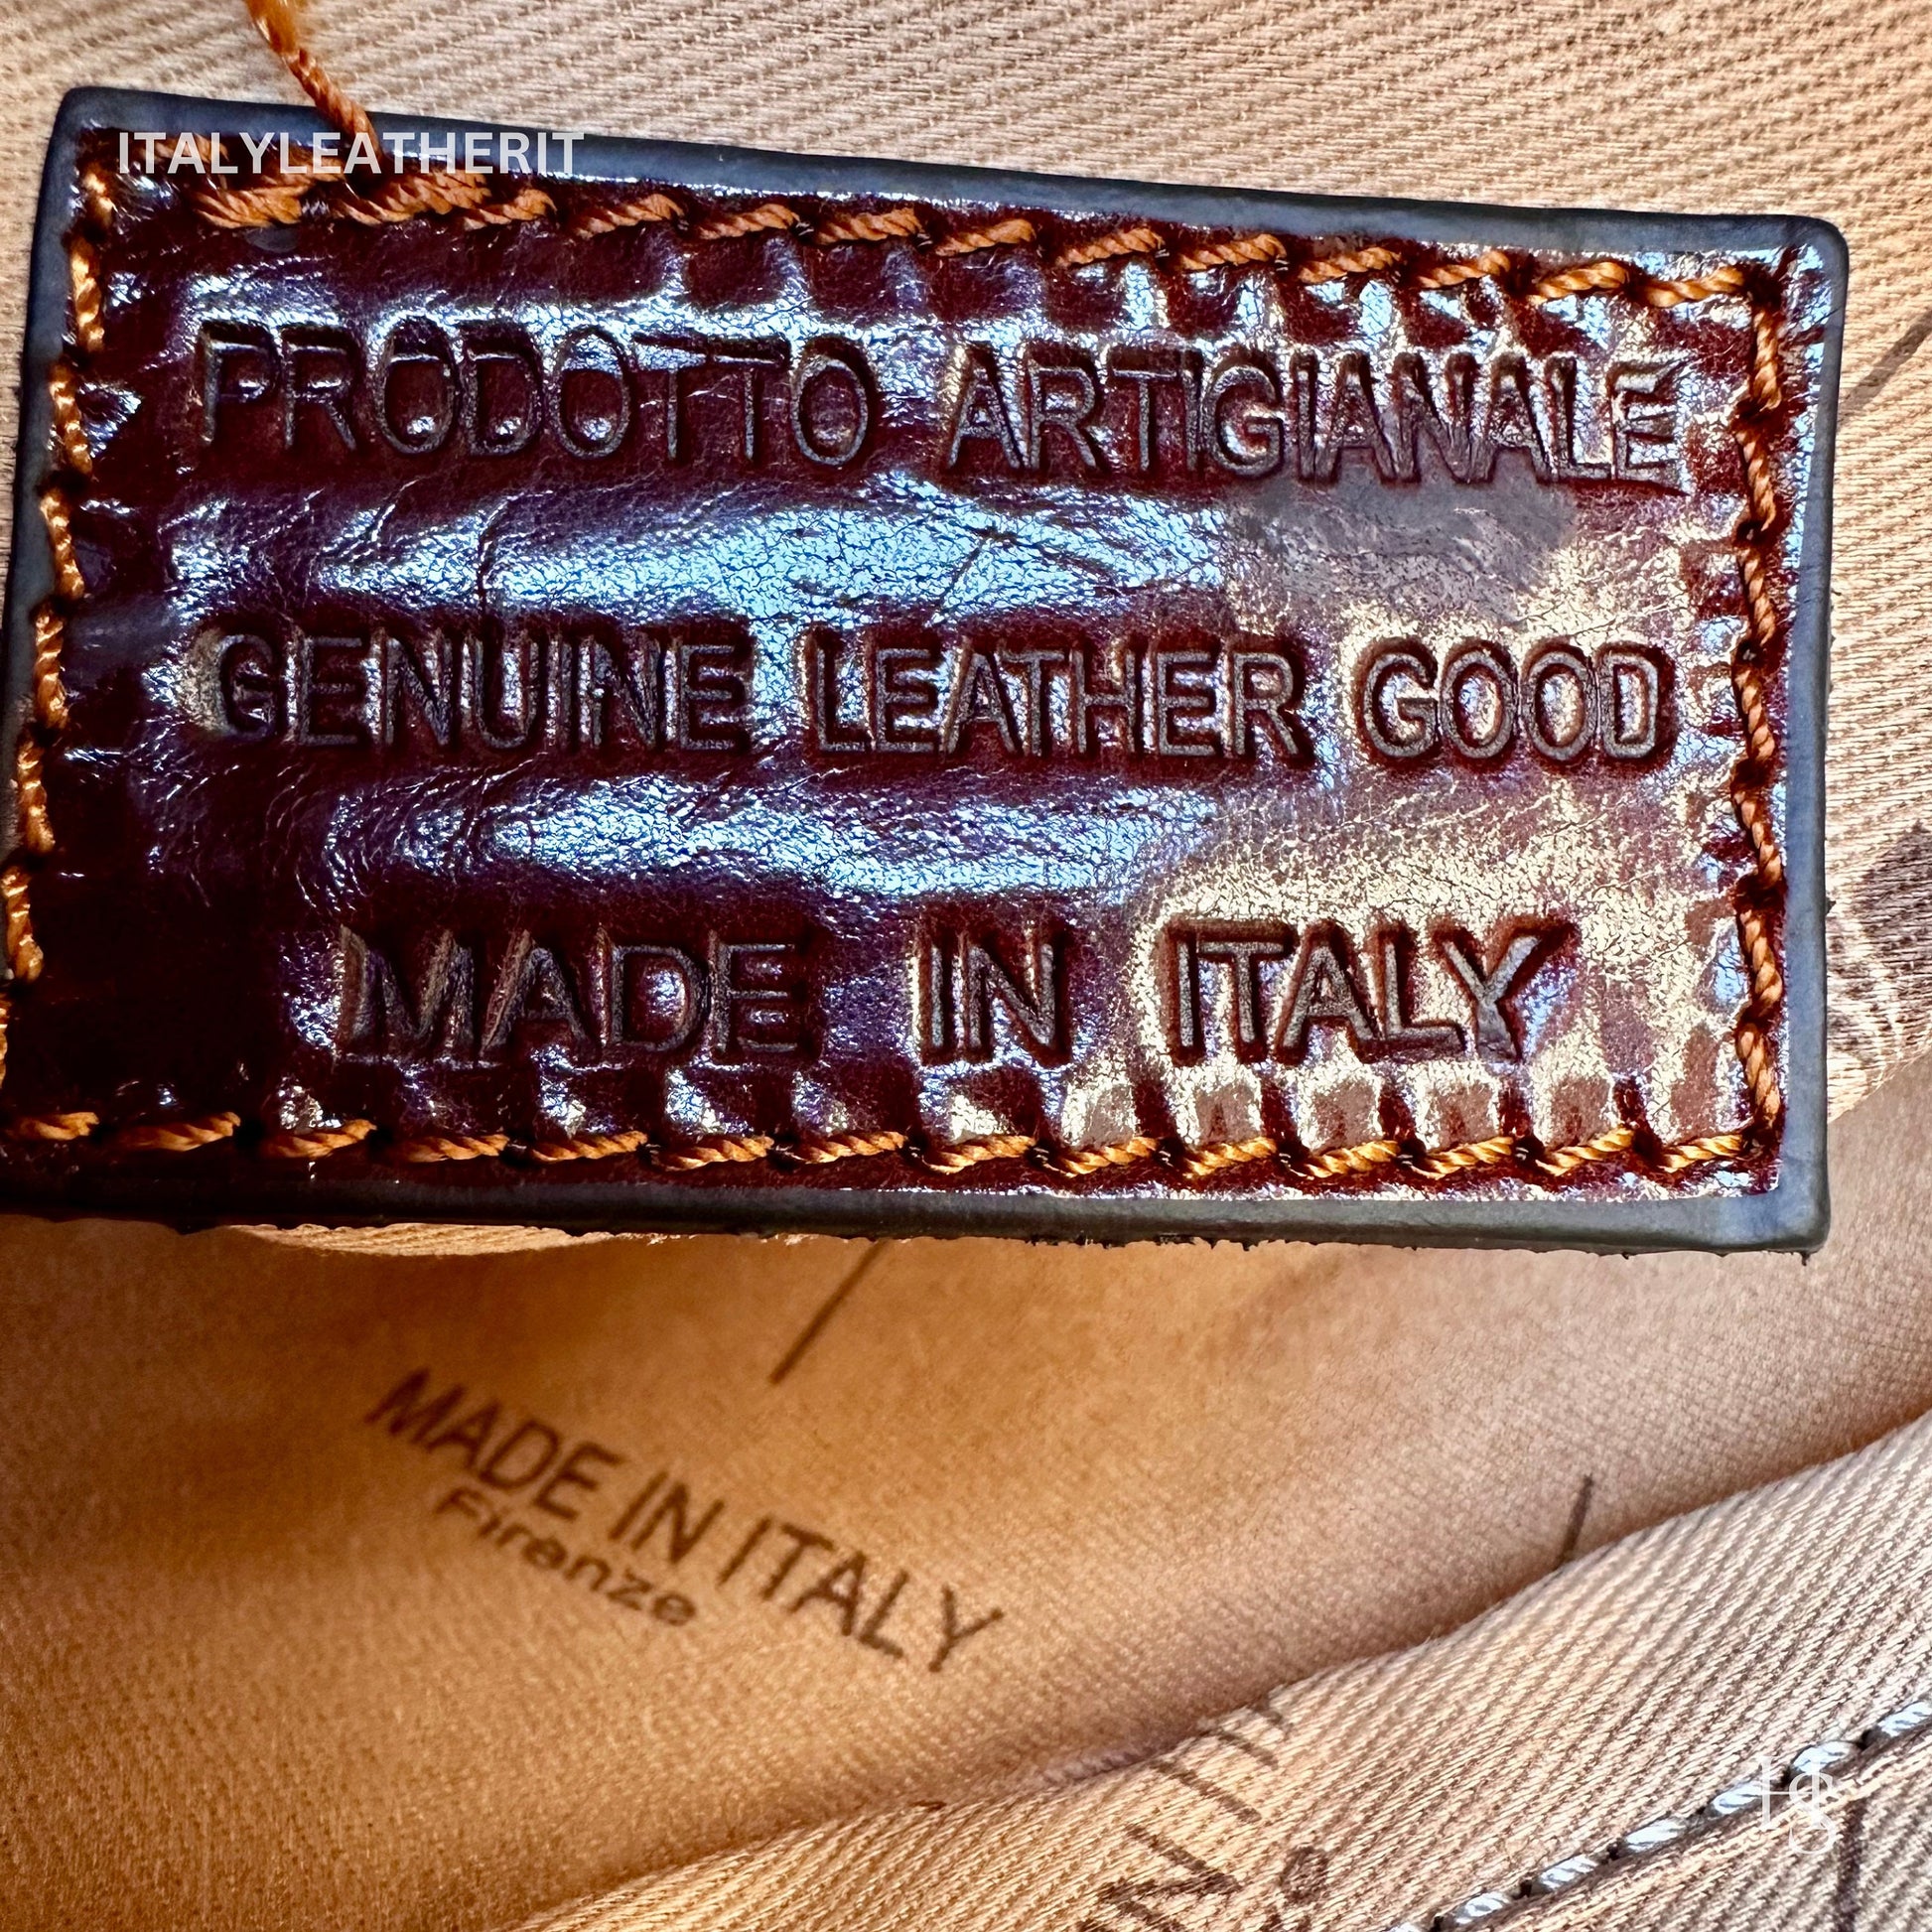 ITALYLEATHERIT
PRODOTTO ARTIGIANALE
GENUINE LEATHER GOOD
MADE IN ITALY
MADE IN ITALY
Firenze